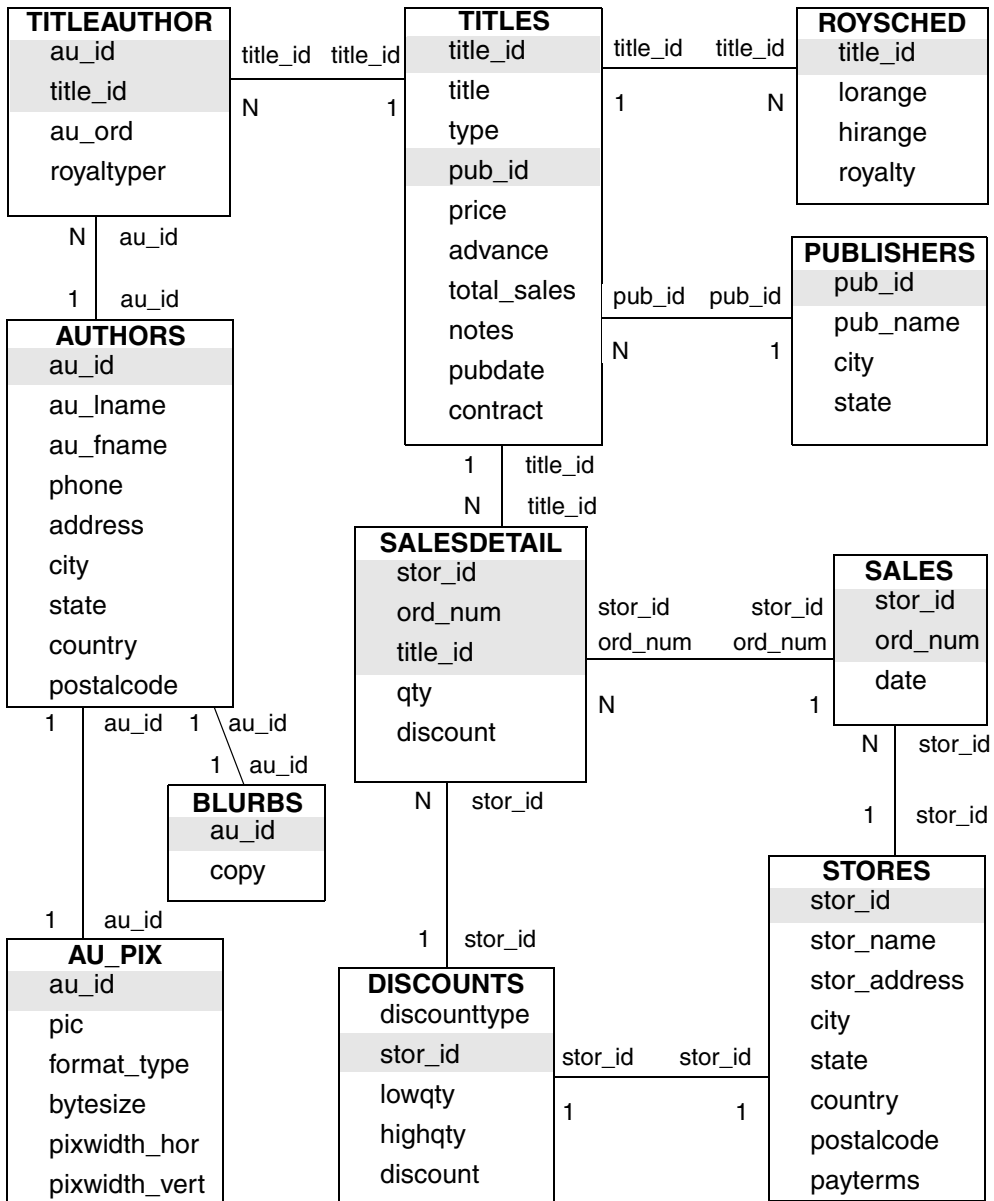 TITLEAUTHOR
au_id
title_id
au_ord
royaltyper
title_id title_id
N 1
TITLES
title_id
title
type
pub_id
price
advance
total_sales
notes
pubdate
contract
title_id title_id
1 N
ROYSCHED
title_id
lorange
hirange
royalty
N au_id
1 au_id
pub_id pub_id
N 1
PUBLISHERS
pub_id
pub_name
city
state
AUTHORS
au_id
au_lname
au_fname
phone
address
city
state
country
postalcode
1 title_id
N title_id
SALESDETAIL
stor_id
ord_num
title_id
qty
discount
stor_id stor_id
ord_num ord_num
N 1
SALES
stor_id
ord_num
date
1 au_id 1 au_id
1 au_id
BLURBS
au_id
copy
N stor_id
1 stor_id
N stor_id
1 stor_id
1 au_id
AU_PIX
au_id
pic
format_type
bytesize
pixwidth_hor
pixwidth_vert
DISCOUNTS
discounttype
stor_id
lowqty
highqty
discount
stor_id stor_id
1 1
STORES
stor_id
stor_name
stor_address
city
state
country
postalcode
payterms